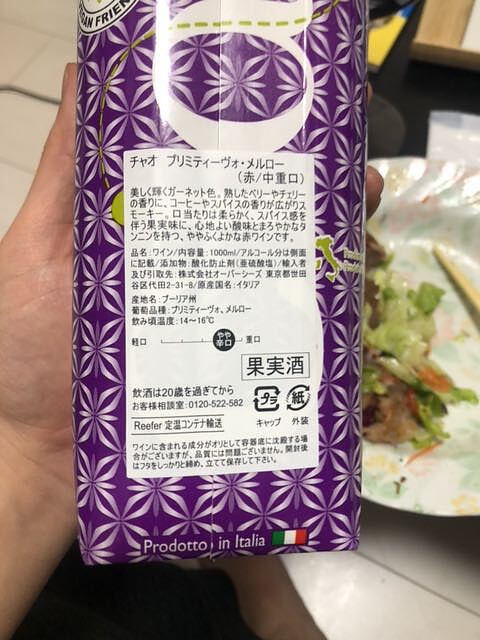 FRIEN
チャオ プリミティーヴォ・メルロー
(赤/中重口)
美しく輝くガーネット色。熟したベリーやチェリー
の香りに、コーヒーやスパイスの香りが広がりス
モーキー。口当たりは柔らかく、スパイス感を
伴う果実味に、心地よい酸味とまろやかなタ
ンニンを持つ、ややふくよかな赤ワインです。
品名:ワイン/内容量:1000ml/アルコール分は側面
に記載/添加物:酸化防止剤(亜硫酸塩)/輸入者
及び引取先:株式会社オーバーシーズ 東京都世田
谷区代田2-31-8/原産国名:イタリア
産地名:プーリア州
葡萄品種:プリミティーヴォ、メルロー
飲み頃温度:14~16℃
軽口 やや辛口 重口
果実酒
飲酒は20歳を過ぎてから
お客様相談室:0120-522-582
プラ 紙
キャップ 外装
Reefer 定温コンテナ輸送
ワインに含まれる成分がオリとして容器底に沈殿する場
合がございますが、品質には問題ございません。開封後
はフタをしっかりと締め、立てて保存して下さい。
Prodotto in Italia